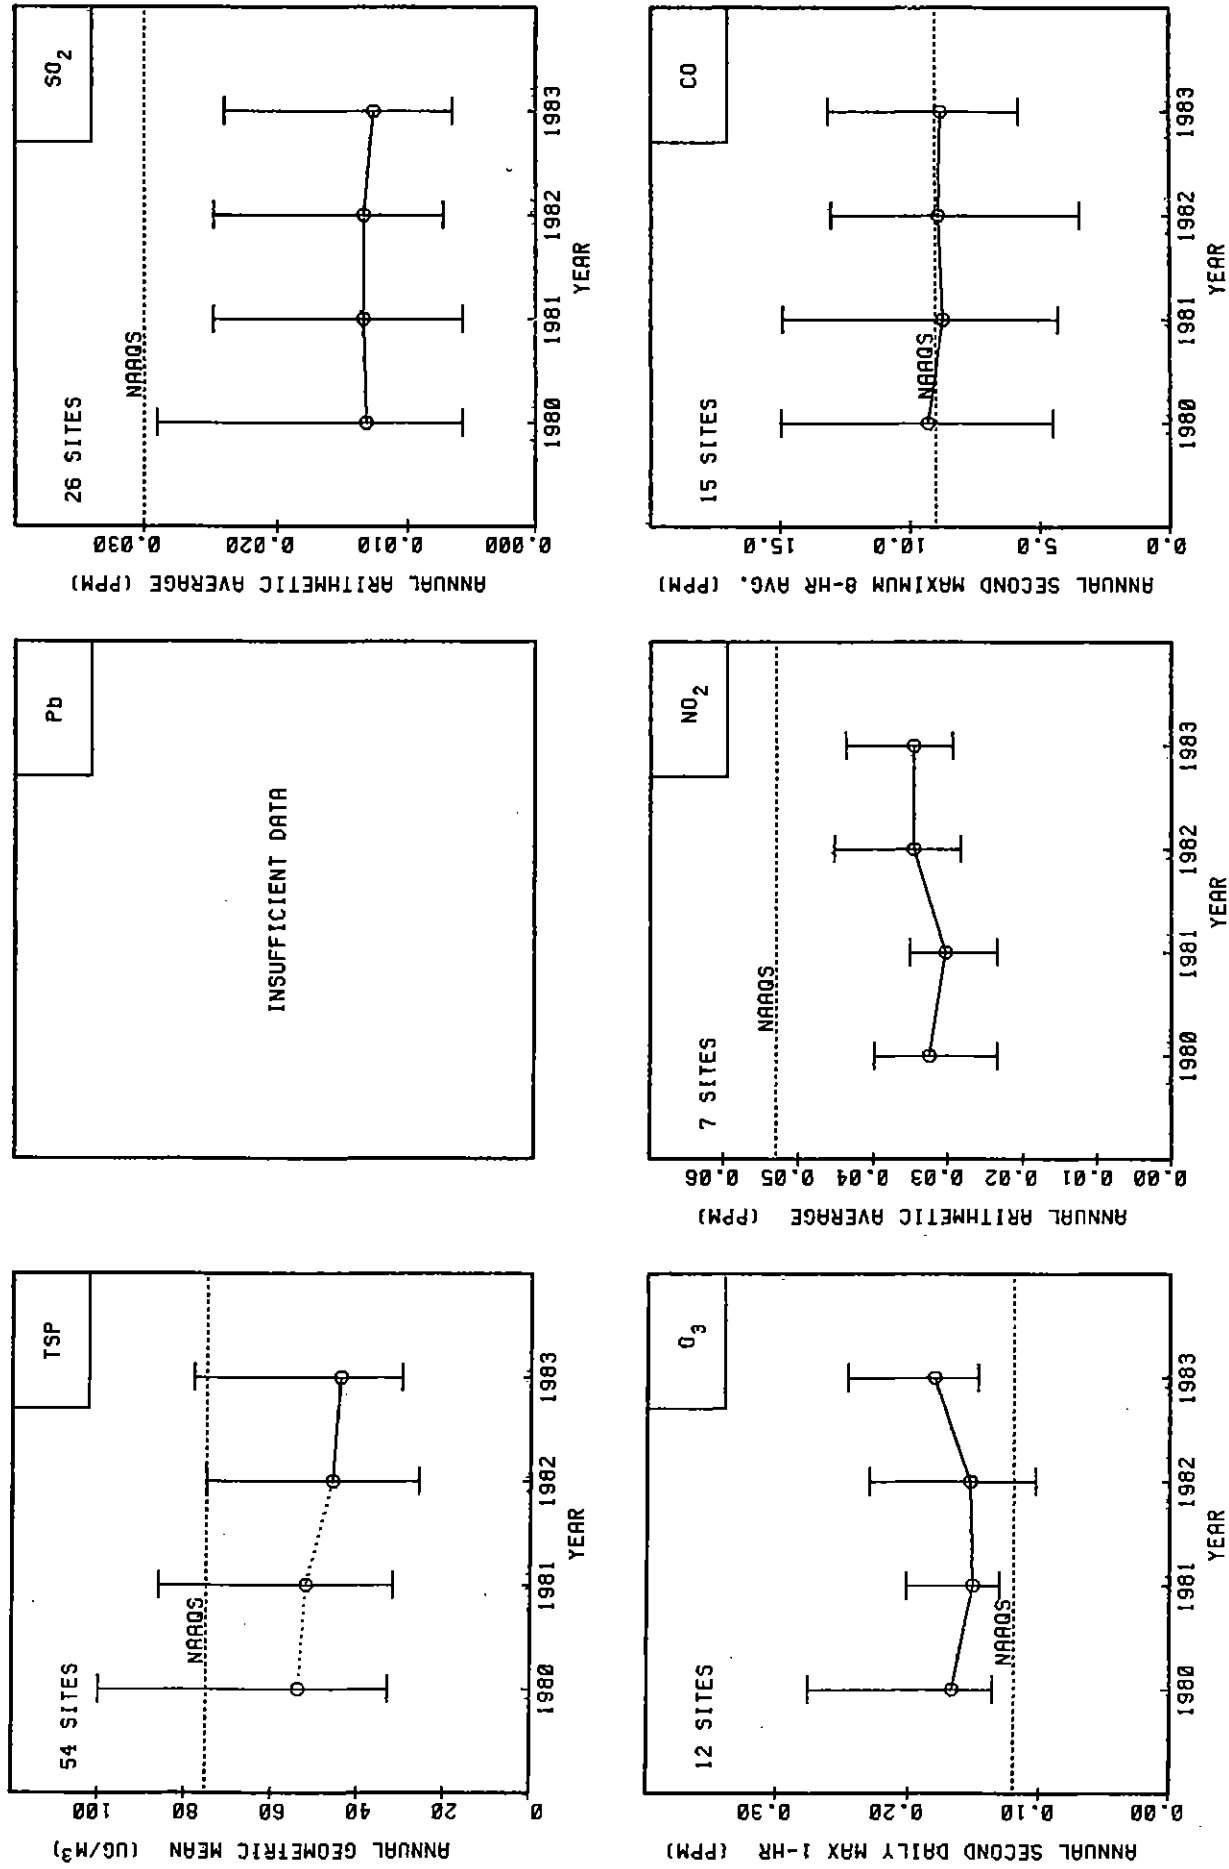 TSP
54 SITES
NAAQS
ANNUAL GEOMETRIC MEAN (UG/M³)
100
80
60
40
20
0
1980 1981 1982 1983
YEAR
Pb
INSUFFICIENT DATA
SO₂
26 SITES
NAAQS
ANNUAL ARITHMETIC AVERAGE (PPM)
0.030
0.020
0.010
0.000
1980 1981 1982 1983
YEAR
O₃
12 SITES
NAAQS
ANNUAL SECOND DAILY MAX 1-HR (PPM)
0.30
0.20
0.10
0.00
1980 1981 1982 1983
YEAR
NO₂
7 SITES
NAAQS
ANNUAL ARITHMETIC AVERAGE (PPM)
0.06
0.05
0.04
0.03
0.02
0.01
0.00
1980 1981 1982 1983
YEAR
CO
15 SITES
NAAQS
ANNUAL SECOND MAXIMUM 8-HR AVG. (PPM)
15.0
10.0
5.0
0.0
1980 1981 1982 1983
YEAR